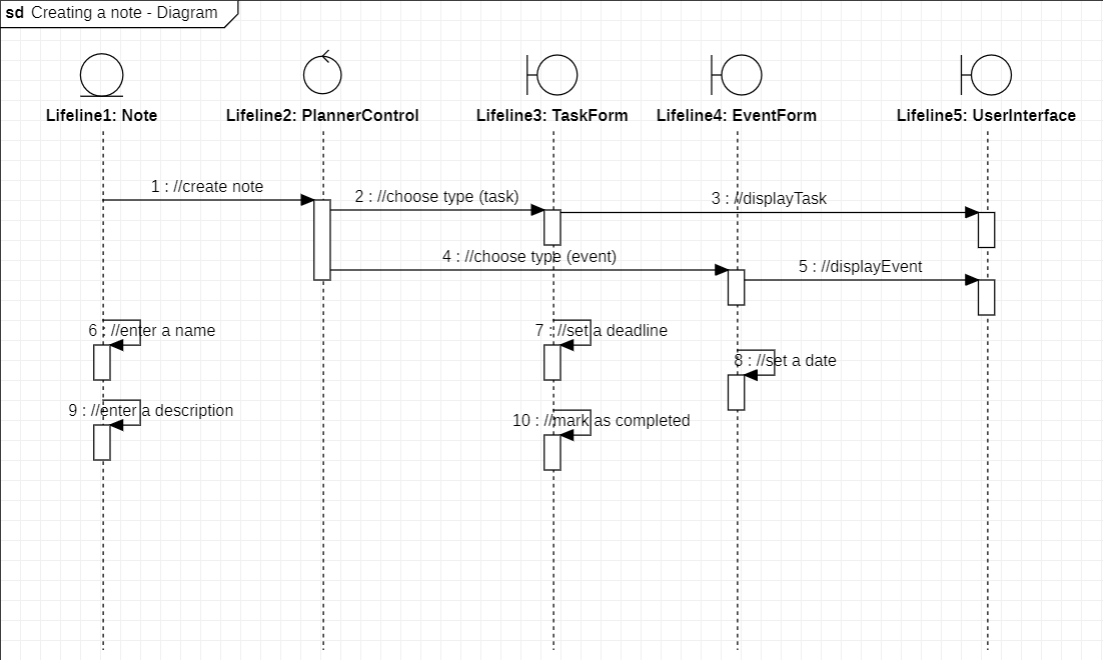 sd Creating a note - Diagram
Lifeline1: Note
Lifeline2: PlannerControl
Lifeline3: TaskForm
Lifeline4: EventForm
Lifeline5: UserInterface
1 : //create note
2 : //choose type (task)
3 : //displayTask
4 : //choose type (event)
5 : //displayEvent
6 : //enter a name
7 : //set a deadline
8 : //set a date
9 : //enter a description
10 : //mark as completed